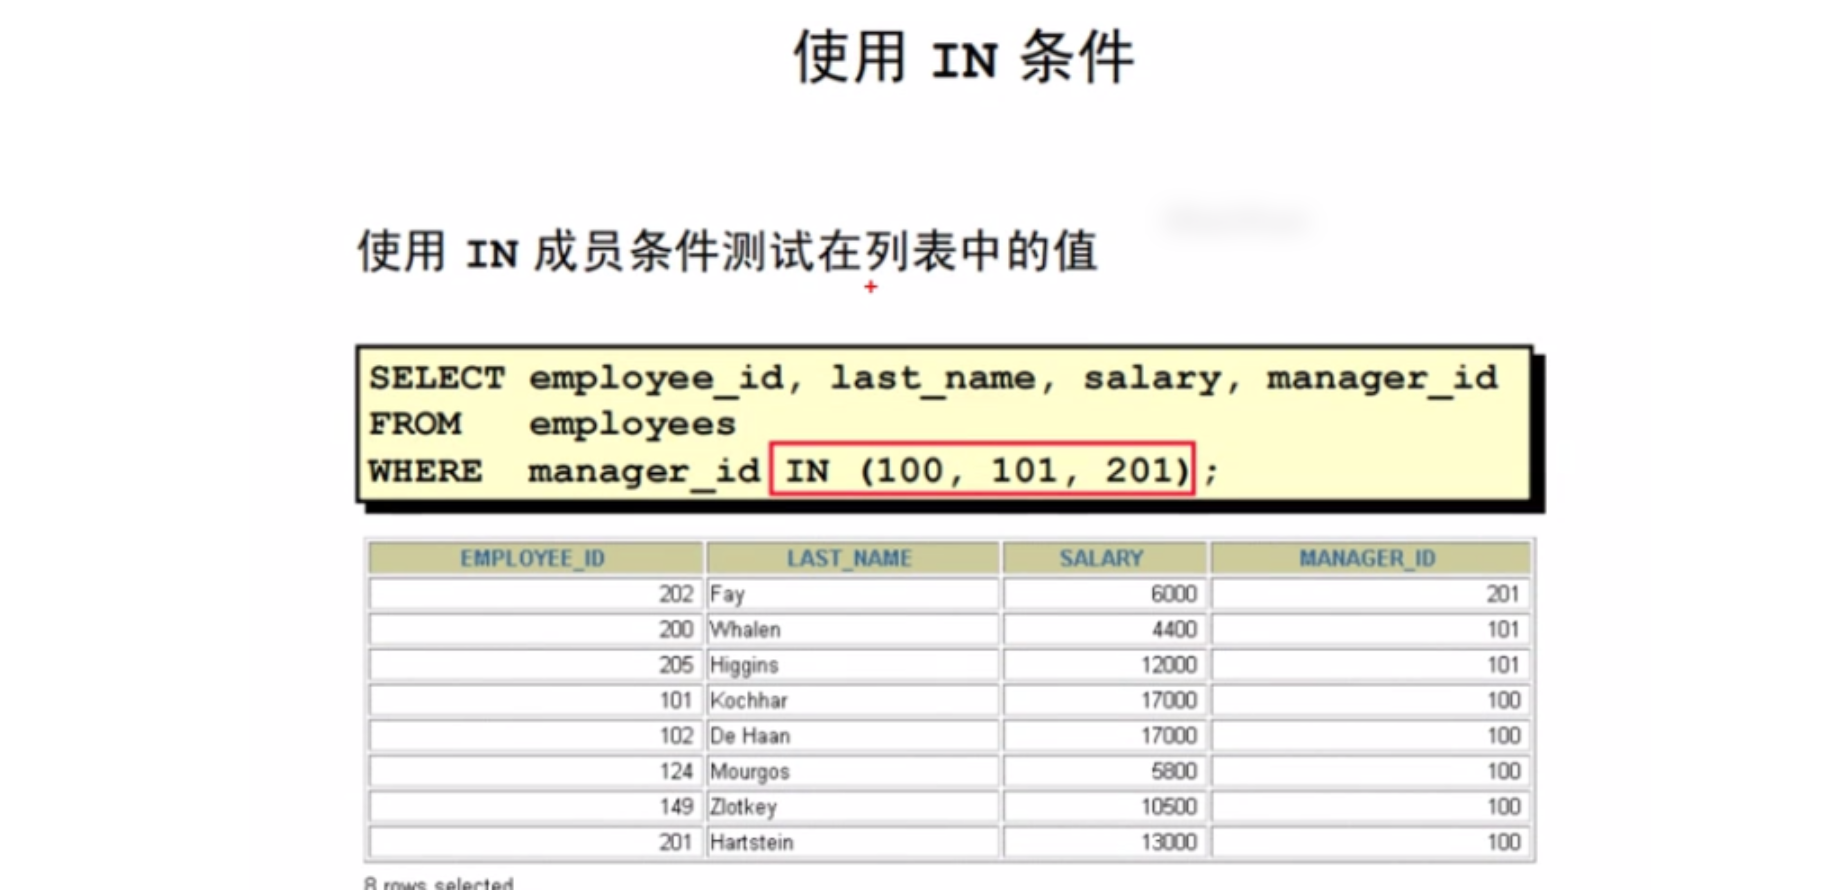 使用 IN 条件
使用 IN 成员条件测试在列表中的值
SELECT employee_id, last_name, salary, manager_id
FROM employees
WHERE manager_id IN (100, 101, 201);
EMPLOYEE_ID LAST_NAME SALARY MANAGER_ID
202 Fay 6000 201
200 Whalen 4400 101
205 Higgins 12000 101
101 Kochhar 17000 100
102 De Haan 17000 100
124 Mourgos 5800 100
149 Zlotkey 10500 100
201 Hartstein 13000 100
8 rows selected